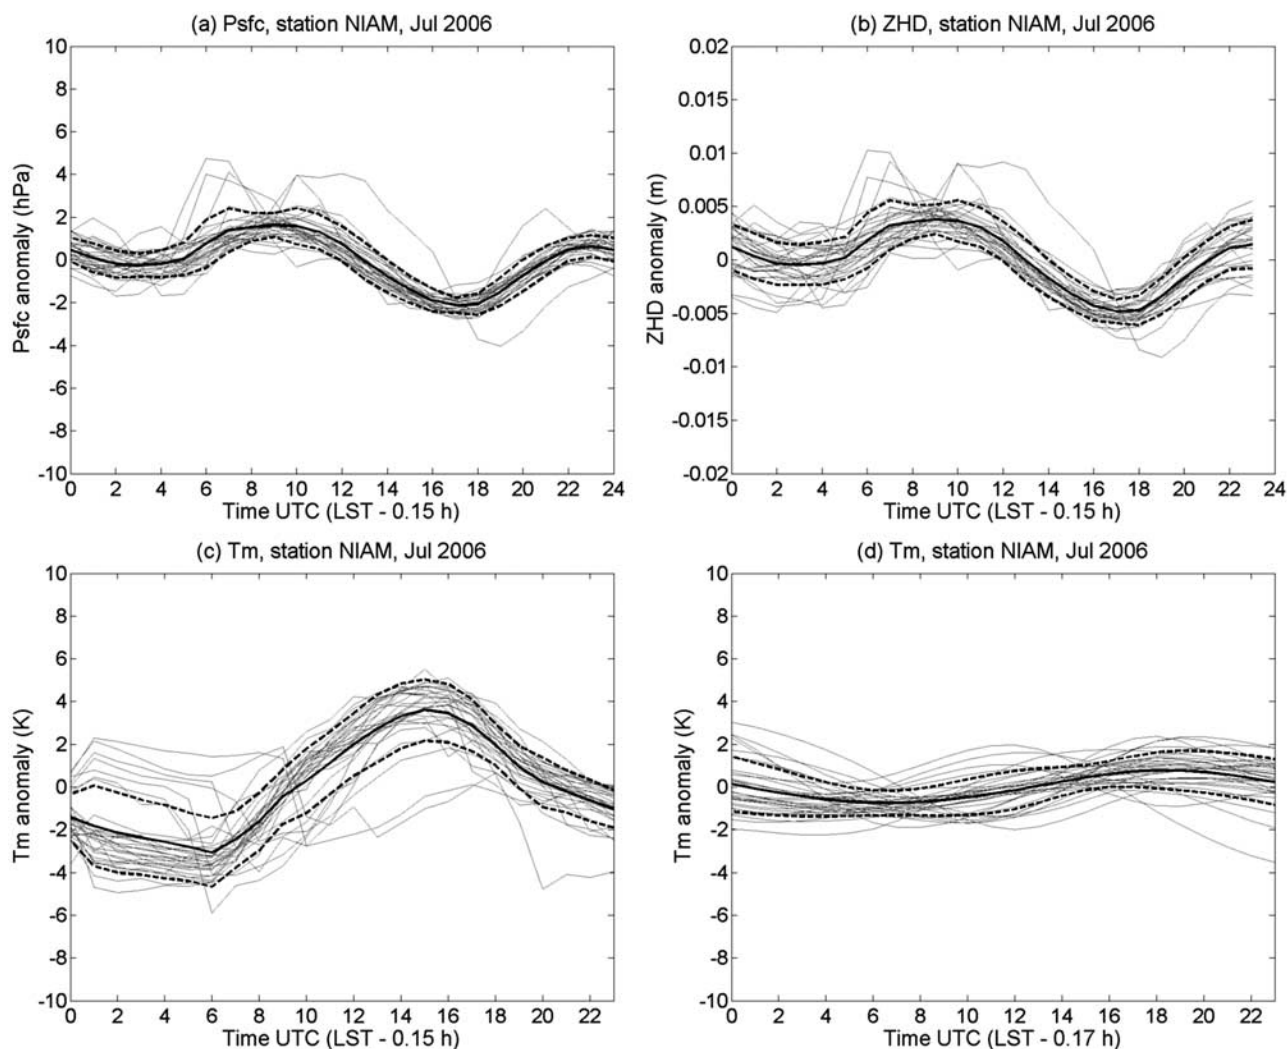 (a) Psfc, station NIAM, Jul 2006
10
8
6
4
2
0
-2
-4
-6
-8
-10
Psfc anomaly (hPa)
0 2 4 6 8 10 12 14 16 18 20 22 24
Time UTC (LST - 0.15 h)
(b) ZHD, station NIAM, Jul 2006
0.02
0.015
0.01
0.005
0
-0.005
-0.01
-0.015
-0.02
ZHD anomaly (m)
0 2 4 6 8 10 12 14 16 18 20 22 24
Time UTC (LST - 0.15 h)
(c) Tm, station NIAM, Jul 2006
10
8
6
4
2
0
-2
-4
-6
-8
-10
Tm anomaly (K)
0 2 4 6 8 10 12 14 16 18 20 22
Time UTC (LST - 0.15 h)
(d) Tm, station NIAM, Jul 2006
10
8
6
4
2
0
-2
-4
-6
-8
-10
Tm anomaly (K)
0 2 4 6 8 10 12 14 16 18 20 22
Time UTC (LST - 0.17 h)